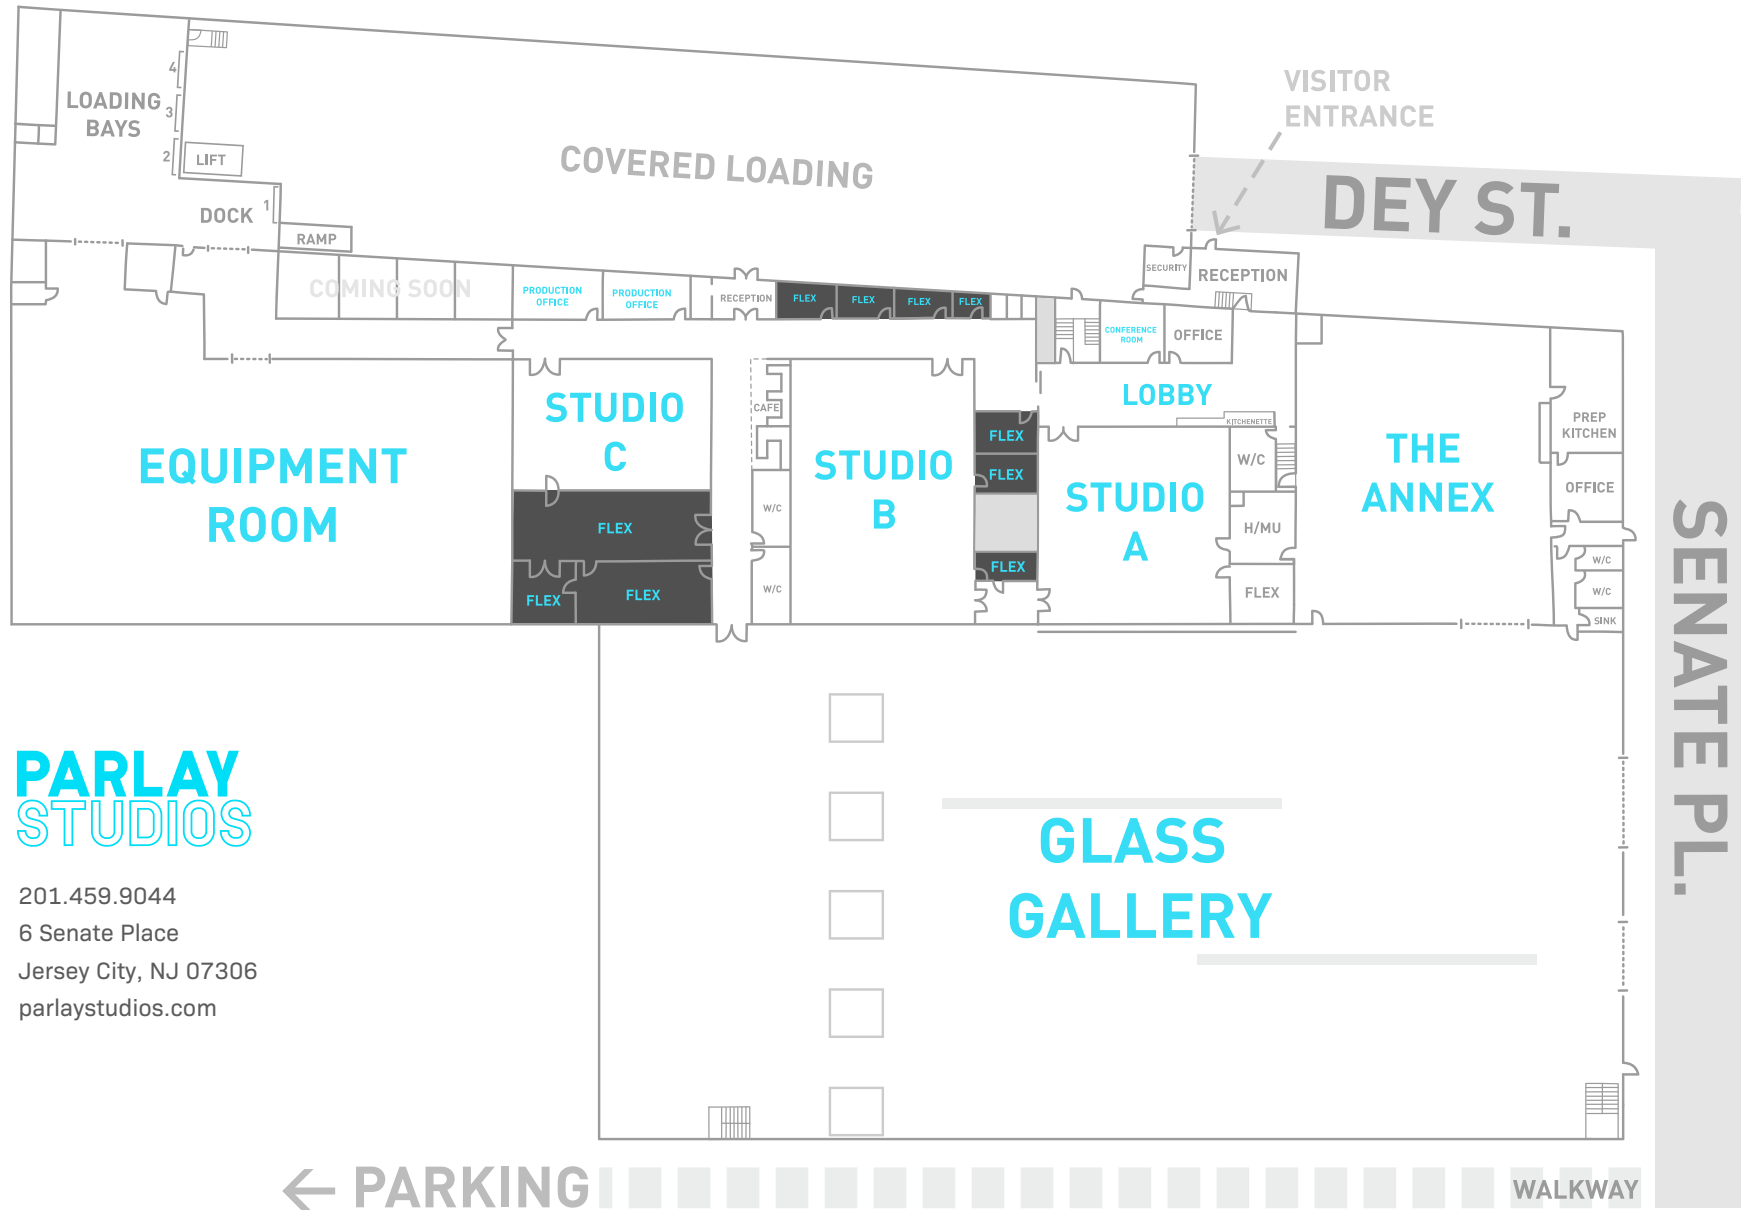 VISITOR
ENTRANCE
4
LOADING
BAYS
3
2
LIFT
COVERED LOADING
DEY ST.
DOCK
1
RAMP
SECURITY
RECEPTION
COMING SOON
PRODUCTION
OFFICE
PRODUCTION
OFFICE
RECEPTION
FLEX
FLEX
FLEX
FLEX
CONFERENCE
ROOM
OFFICE
LOBBY
KITCHENETTE
STUDIO
C
CAFE
STUDIO
B
FLEX
FLEX
FLEX
STUDIO
A
W/C
H/MU
FLEX
THE
ANNEX
PREP
KITCHEN
OFFICE
W/C
W/C
SINK
EQUIPMENT
ROOM
FLEX
FLEX
FLEX
W/C
W/C
SENATE PL.
GLASS
GALLERY
PARLAY
STUDIOS
201.459.9044
6 Senate Place
Jersey City, NJ 07306
parlaystudios.com
PARKING
WALKWAY